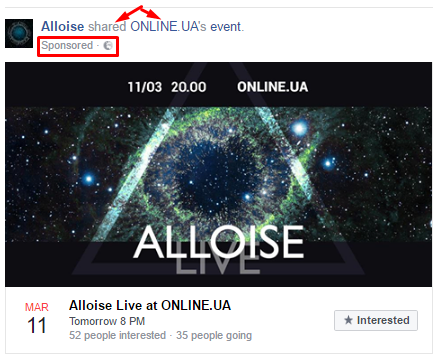 Alloise shared ONLINE.UA's event.
Sponsored ·
11/03 20.00 ONLINE.UA
ALLOISE
LIVE
MAR
11
Alloise Live at ONLINE.UA
Tomorrow 8 PM
52 people interested · 35 people going
★ Interested